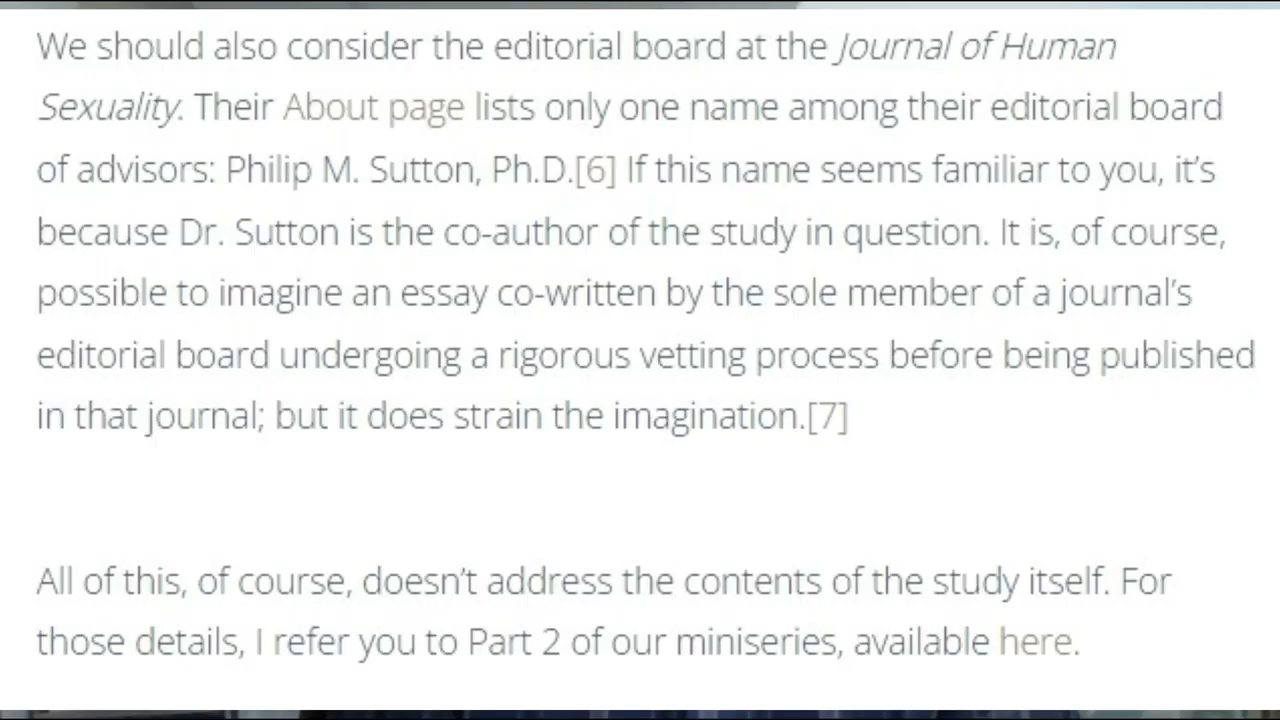 We should also consider the editorial board at the Journal of Human
Sexuality. Their About page lists only one name among their editorial board
of advisors: Philip M. Sutton, Ph.D.[6] If this name seems familiar to you, it’s
because Dr. Sutton is the co-author of the study in question. It is, of course,
possible to imagine an essay co-written by the sole member of a journal’s
editorial board undergoing a rigorous vetting process before being published
in that journal; but it does strain the imagination.[7]
All of this, of course, doesn’t address the contents of the study itself. For
those details, I refer you to Part 2 of our miniseries, available here.